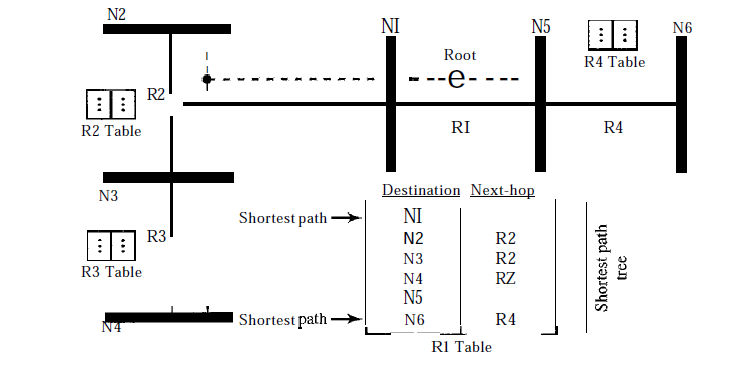 N2
NI
N5
N6
Root
e
R4 Table
R2
R2 Table
RI
R4
N3
Destination Next-hop
Shortest path
NI
R3
N2 R2
N3 R2
R3 Table
N4 RZ
N5
N4
Shortest path
N6 R4
R1 Table
Shortest path
tree